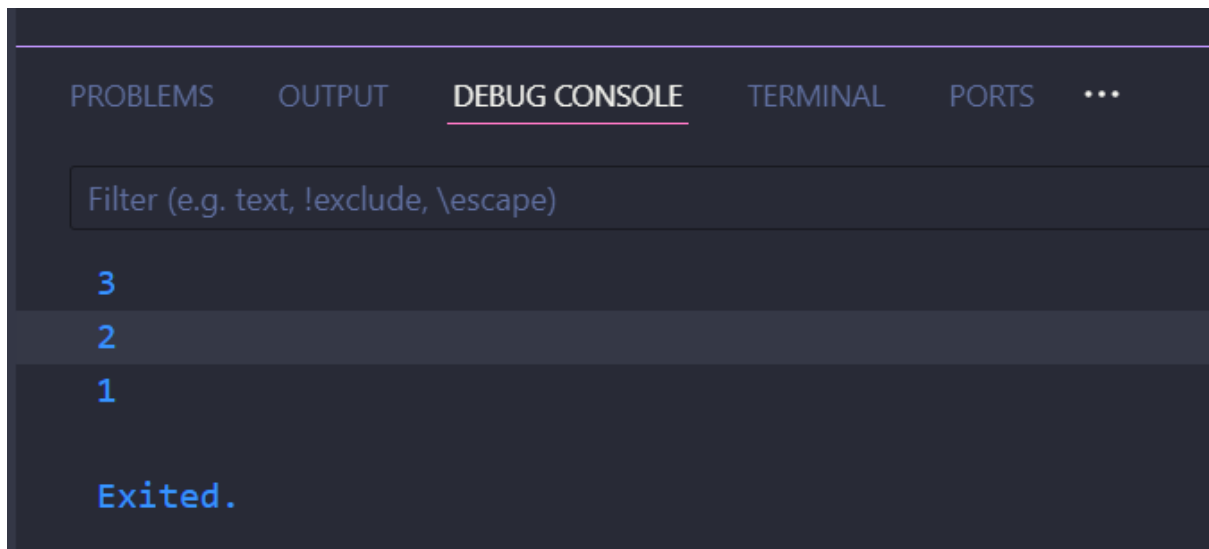 PROBLEMS OUTPUT DEBUG CONSOLE TERMINAL PORTS ···
Filter (e.g. text, !exclude, \escape)
3
2
1
Exited.